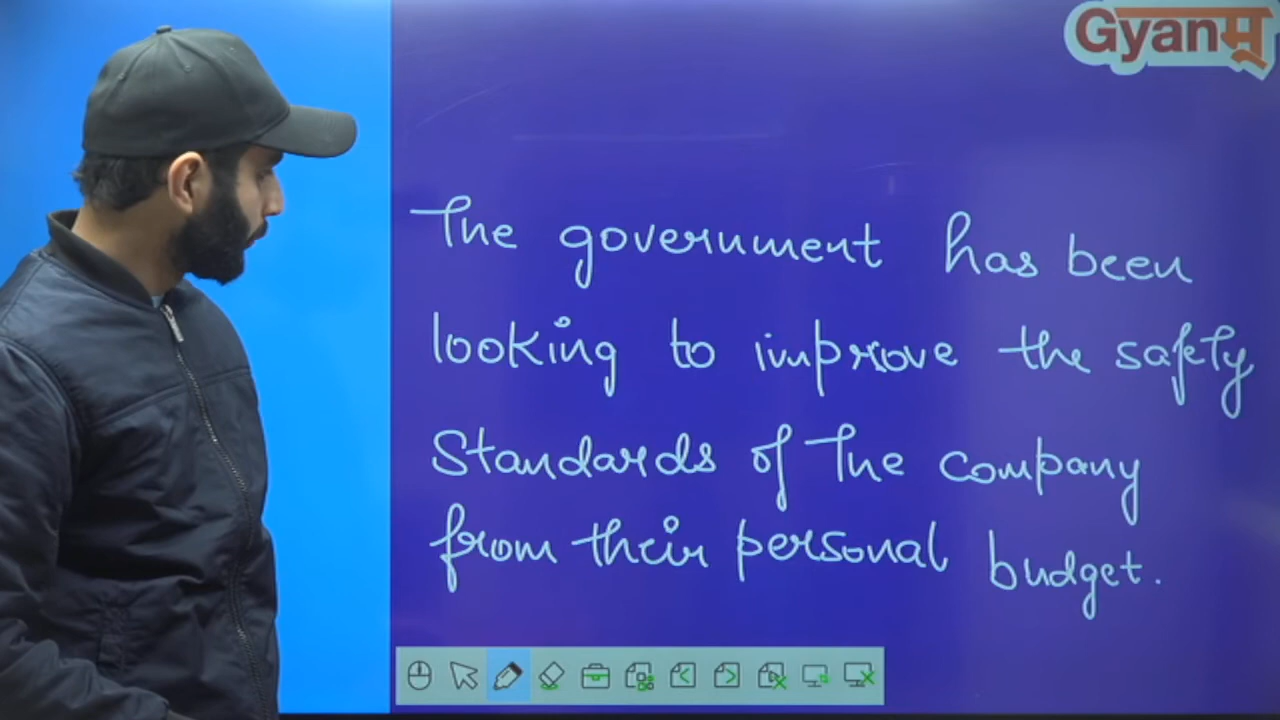 Gyanम्
The government has been
looking to improve the safety
standards of the company
from their personal budget.